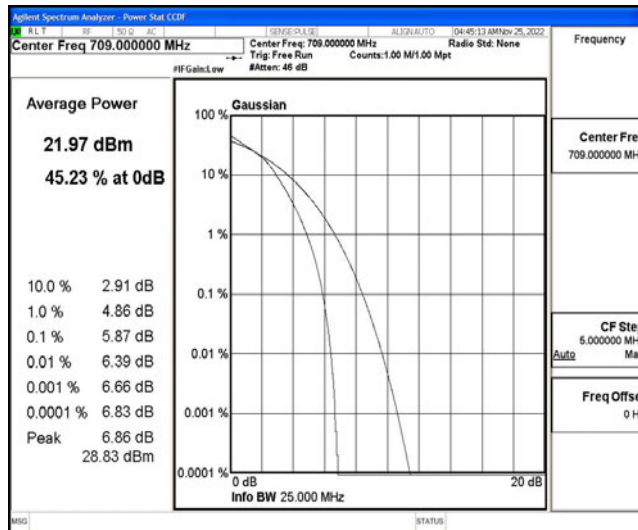 Agilent Spectrum Analyzer - Power Stat CCDF
RLT RF 50 Ω AC SENSE:PULSE ALIGNAUTO 04:45:13 AMNov 25, 2022
Center Freq 709.000000 MHz
Center Freq: 709.000000 MHz Radio Std: None
Trig: Free Run Counts:1.00 M/1.00 Mpt
#IFGain:Low #Atten: 46 dB
Frequency
Average Power
21.97 dBm
45.23 % at 0dB
10.0 % 2.91 dB
1.0 % 4.86 dB
0.1 % 5.87 dB
0.01 % 6.39 dB
0.001 % 6.66 dB
0.0001 % 6.83 dB
Peak 6.86 dB
28.83 dBm
Gaussian
100 %
10 %
1 %
0.1 %
0.01 %
0.001 %
0.0001 %
0 dB 20 dB
Info BW 25.000 MHz
Center Fre
709.000000 MH
CF Step
5.000000 MH
Auto Ma
Freq Offse
0 H
MSG STATUS